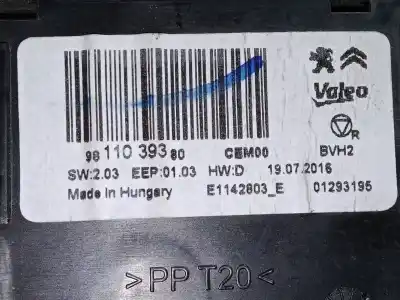 Valeo
R
98 110 393 80 CEM00 BVH2
SW:2.03 EEP:01.03 HW:D 19.07.2016
Made In Hungary E1142803_E 01293195
>PP T20<